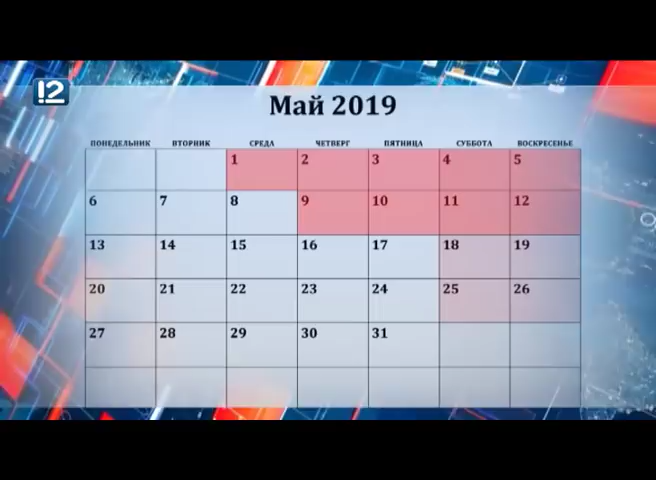 12
Май 2019
ПОНЕДЕЛЬНИК ВТОРНИК СРЕДА ЧЕТВЕРГ ПЯТНИЦА СУББОТА ВОСКРЕСЕНЬЕ
1 2 3 4 5
6 7 8 9 10 11 12
13 14 15 16 17 18 19
20 21 22 23 24 25 26
27 28 29 30 31